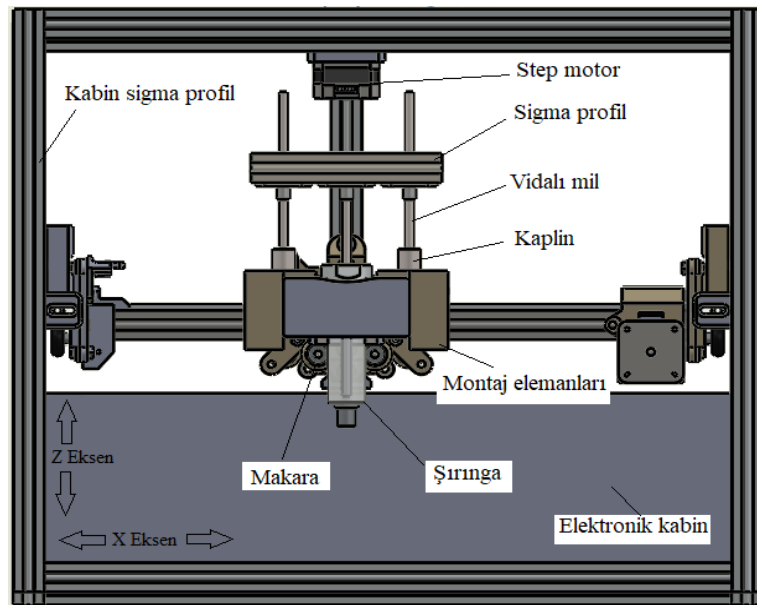 Step motor
Kabin sigma profil
Sigma profil
Vidalı mil
Kaplin
Montaj elemanları
Z Eksen
Makara
Şırınga
Elektronik kabin
X Eksen